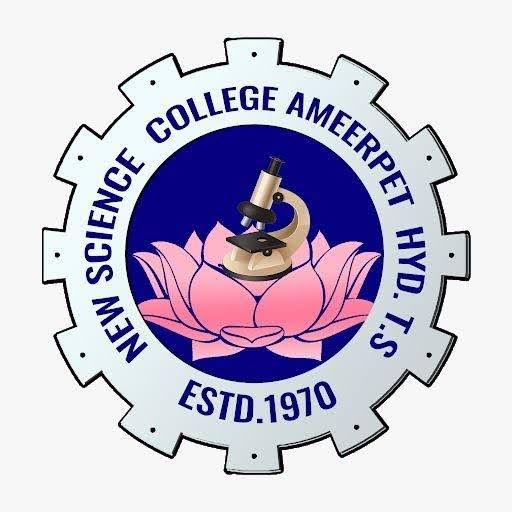 NEW SCIENCE COLLEGE AMEERPET HYD. T.S
ESTD.1970